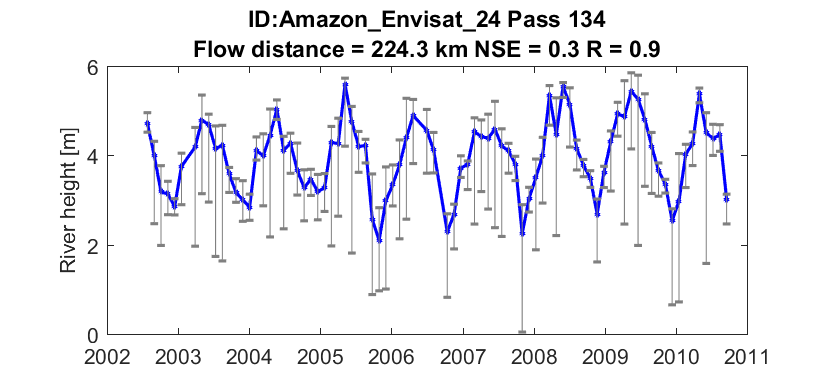 ID:Amazon_Envisat_24 Pass 134
Flow distance = 224.3 km NSE = 0.3 R = 0.9
River height [m]
6
4
2
0
2002 2003 2004 2005 2006 2007 2008 2009 2010 2011